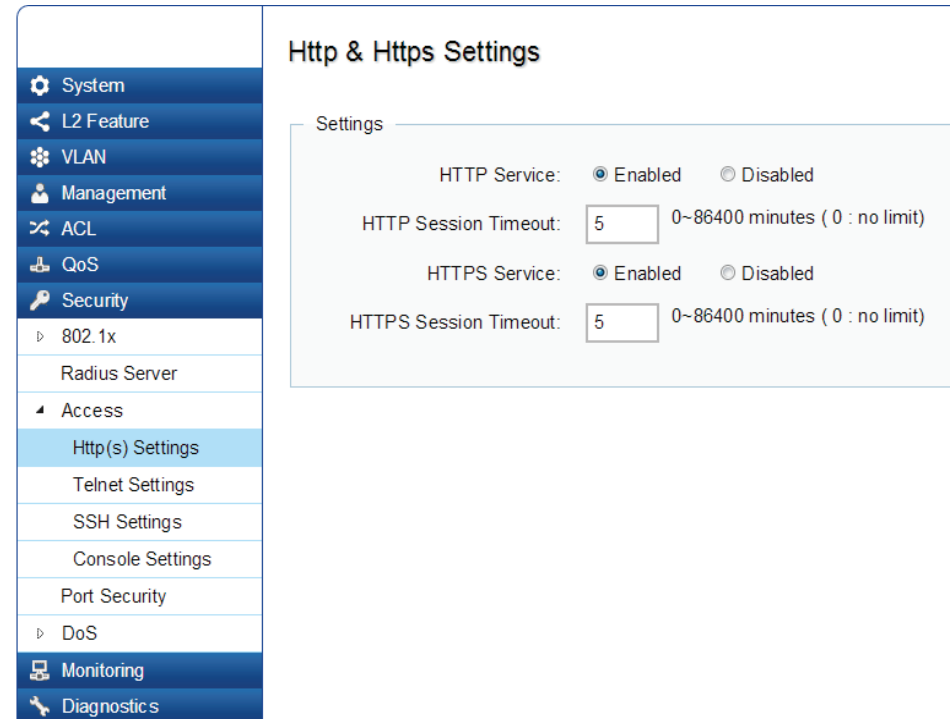 Http & Https Settings
System
L2 Feature
VLAN
Management
ACL
QoS
Security
802.1x
Radius Server
Access
Http(s) Settings
Telnet Settings
SSH Settings
Console Settings
Port Security
DoS
Monitoring
Diagnostics
Settings
HTTP Service: Enabled Disabled
HTTP Session Timeout: 5 0~86400 minutes ( 0 : no limit)
HTTPS Service: Enabled Disabled
HTTPS Session Timeout: 5 0~86400 minutes ( 0 : no limit)